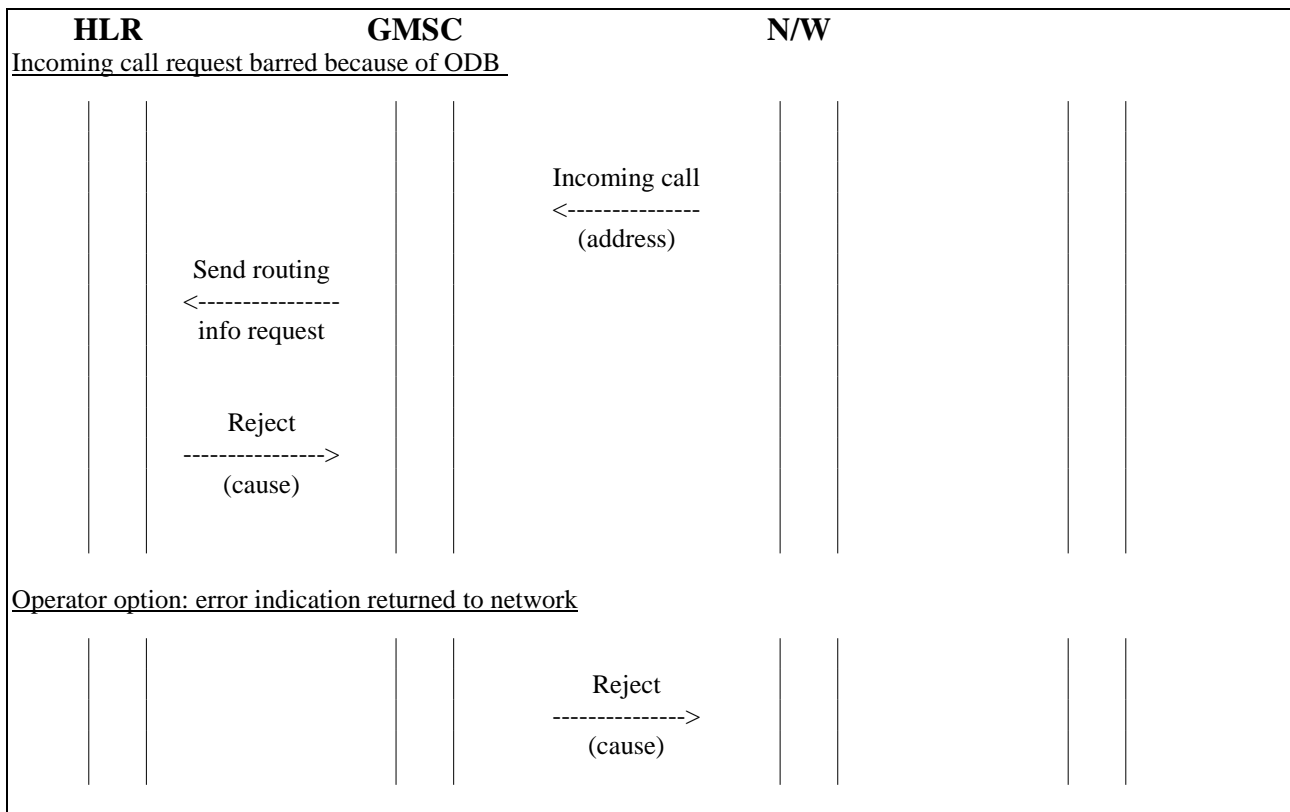 HLR GMSC N/W
Incoming call request barred because of ODB
Incoming call
<---------------
(address)
Send routing
<----------------
info request
Reject
---------------->
(cause)
Operator option: error indication returned to network
Reject
--------------->
(cause)